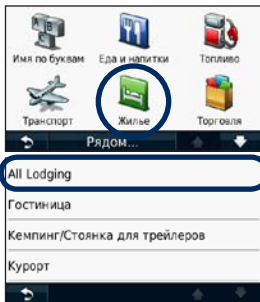 Имя по буквам Еда и напитки Топливо
Транспорт Жилье Торговля
Рядом...
All Lodging
Гостиница
Кемпинг/Стоянка для трейлеров
Курорт